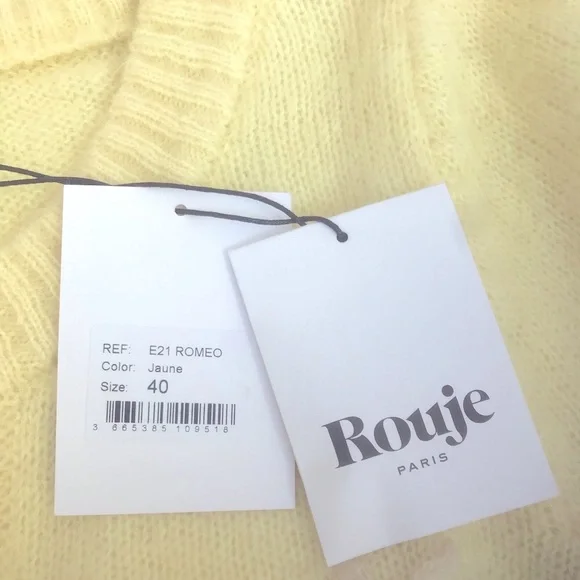 REF: E21 ROMEO
Color: Jaune
Size: 40
3 665385 109518
Rouje
PARIS